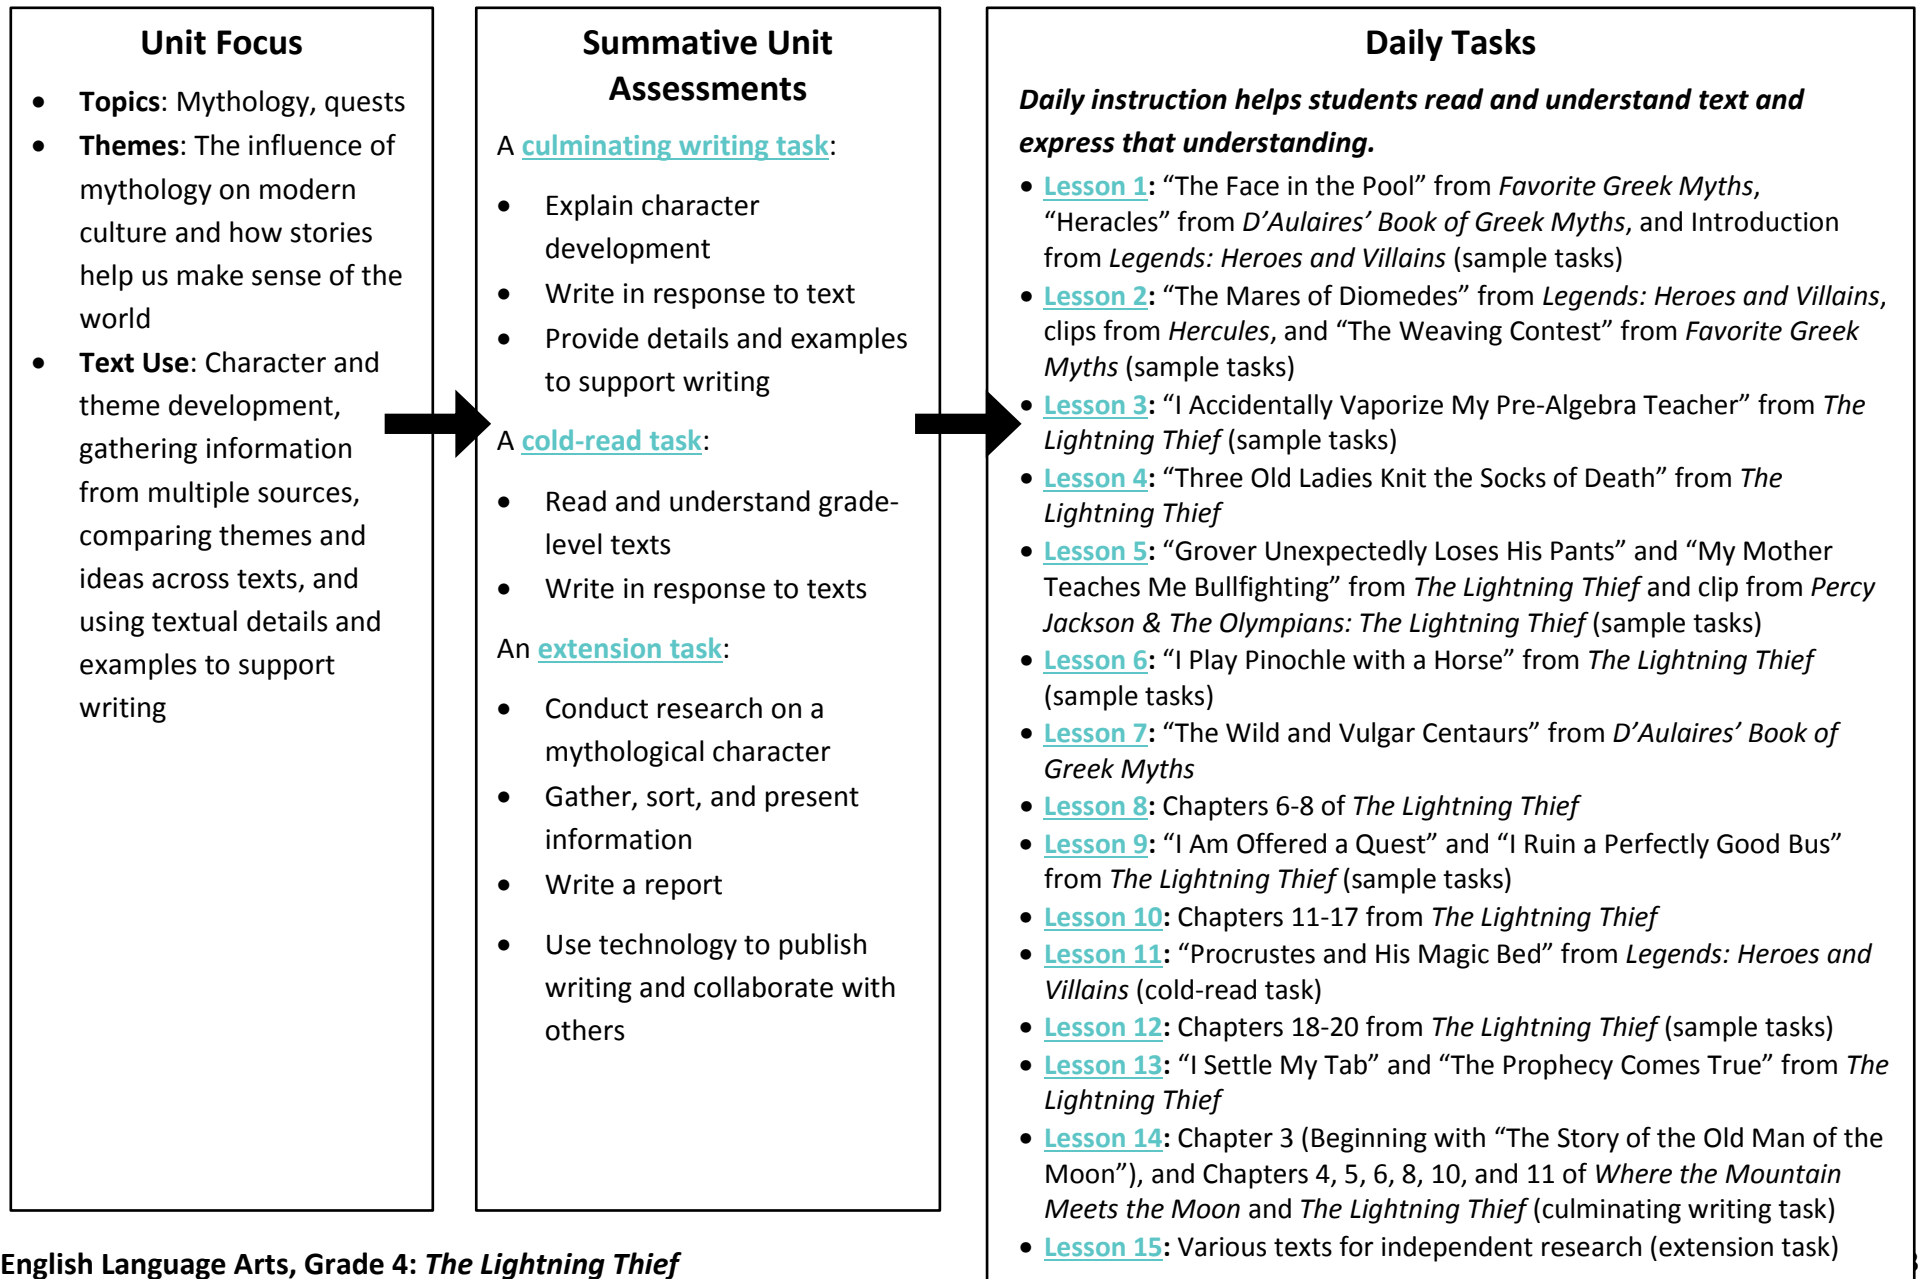 Unit Focus
• Topics: Mythology, quests
• Themes: The influence of
mythology on modern
culture and how stories
help us make sense of the
world
• Text Use: Character and
theme development,
gathering information
from multiple sources,
comparing themes and
ideas across texts, and
using textual details and
examples to support
writing
Summative Unit
Assessments
A culminating writing task:
• Explain character
development
• Write in response to text
• Provide details and examples
to support writing
A cold-read task:
• Read and understand grade-
level texts
• Write in response to texts
An extension task:
• Conduct research on a
mythological character
• Gather, sort, and present
information
• Write a report
• Use technology to publish
writing and collaborate with
others
Daily Tasks
Daily instruction helps students read and understand text and
express that understanding.
• Lesson 1: “The Face in the Pool” from Favorite Greek Myths,
“Heracles” from D’Aulaires’ Book of Greek Myths, and Introduction
from Legends: Heroes and Villains (sample tasks)
• Lesson 2: “The Mares of Diomedes” from Legends: Heroes and Villains,
clips from Hercules, and “The Weaving Contest” from Favorite Greek
Myths (sample tasks)
• Lesson 3: “I Accidentally Vaporize My Pre-Algebra Teacher” from The
Lightning Thief (sample tasks)
• Lesson 4: “Three Old Ladies Knit the Socks of Death” from The
Lightning Thief
• Lesson 5: “Grover Unexpectedly Loses His Pants” and “My Mother
Teaches Me Bullfighting” from The Lightning Thief and clip from Percy
Jackson & The Olympians: The Lightning Thief (sample tasks)
• Lesson 6: “I Play Pinochle with a Horse” from The Lightning Thief
(sample tasks)
• Lesson 7: “The Wild and Vulgar Centaurs” from D’Aulaires’ Book of
Greek Myths
• Lesson 8: Chapters 6-8 of The Lightning Thief
• Lesson 9: “I Am Offered a Quest” and “I Ruin a Perfectly Good Bus”
from The Lightning Thief (sample tasks)
• Lesson 10: Chapters 11-17 from The Lightning Thief
• Lesson 11: “Procrustes and His Magic Bed” from Legends: Heroes and
Villains (cold-read task)
• Lesson 12: Chapters 18-20 from The Lightning Thief (sample tasks)
• Lesson 13: “I Settle My Tab” and “The Prophecy Comes True” from The
Lightning Thief
• Lesson 14: Chapter 3 (Beginning with “The Story of the Old Man of the
Moon”), and Chapters 4, 5, 6, 8, 10, and 11 of Where the Mountain
Meets the Moon and The Lightning Thief (culminating writing task)
• Lesson 15: Various texts for independent research (extension task)
English Language Arts, Grade 4: The Lightning Thief